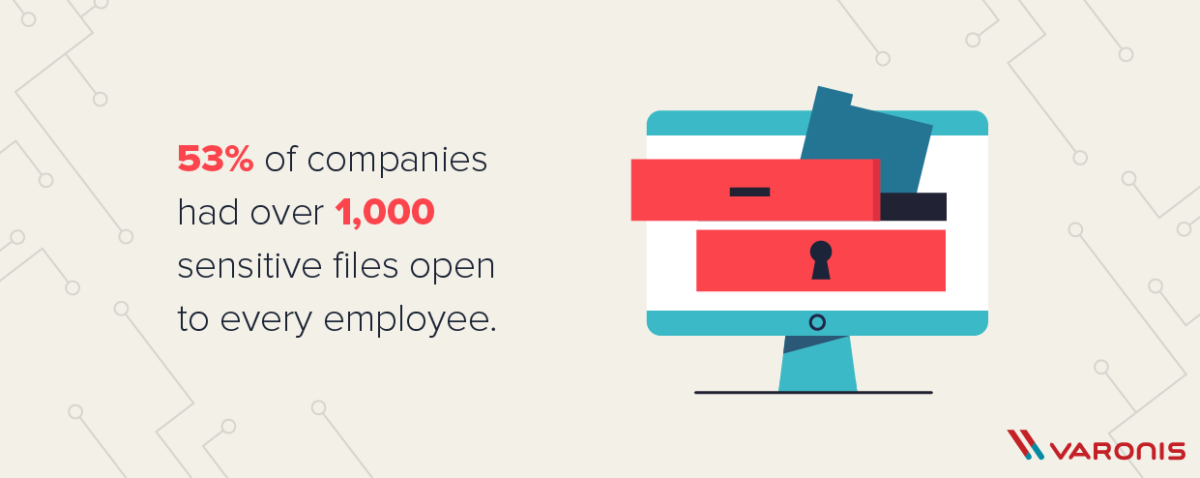 53% of companies
had over 1,000
sensitive files open
to every employee.
VARONIS